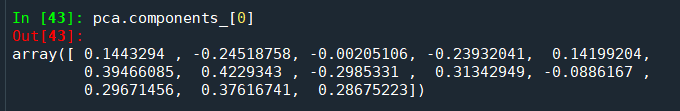 In [43]: pca.components_[0]
Out[43]:
array([ 0.1443294 , -0.24518758, -0.00205106, -0.23932041,  0.14199204,
        0.39466085,  0.4229343 , -0.2985331 ,  0.31342949, -0.0886167 ,
        0.29671456,  0.37616741,  0.28675223])